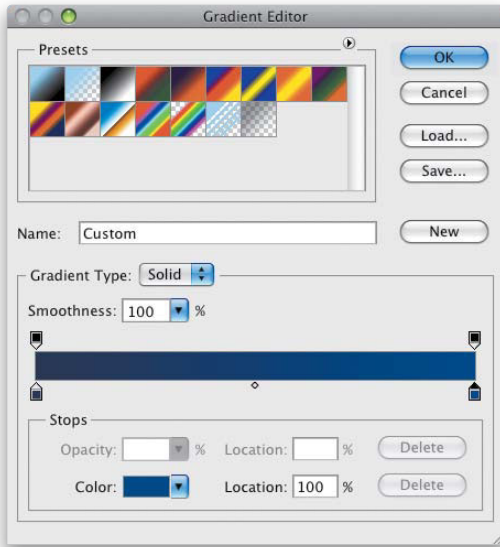 Gradient Editor
Presets
OK
Cancel
Load...
Save...
Name: Custom
New
Gradient Type: Solid
Smoothness: 100 %
Stops
Opacity: % Location: % Delete
Color: Location: 100 % Delete